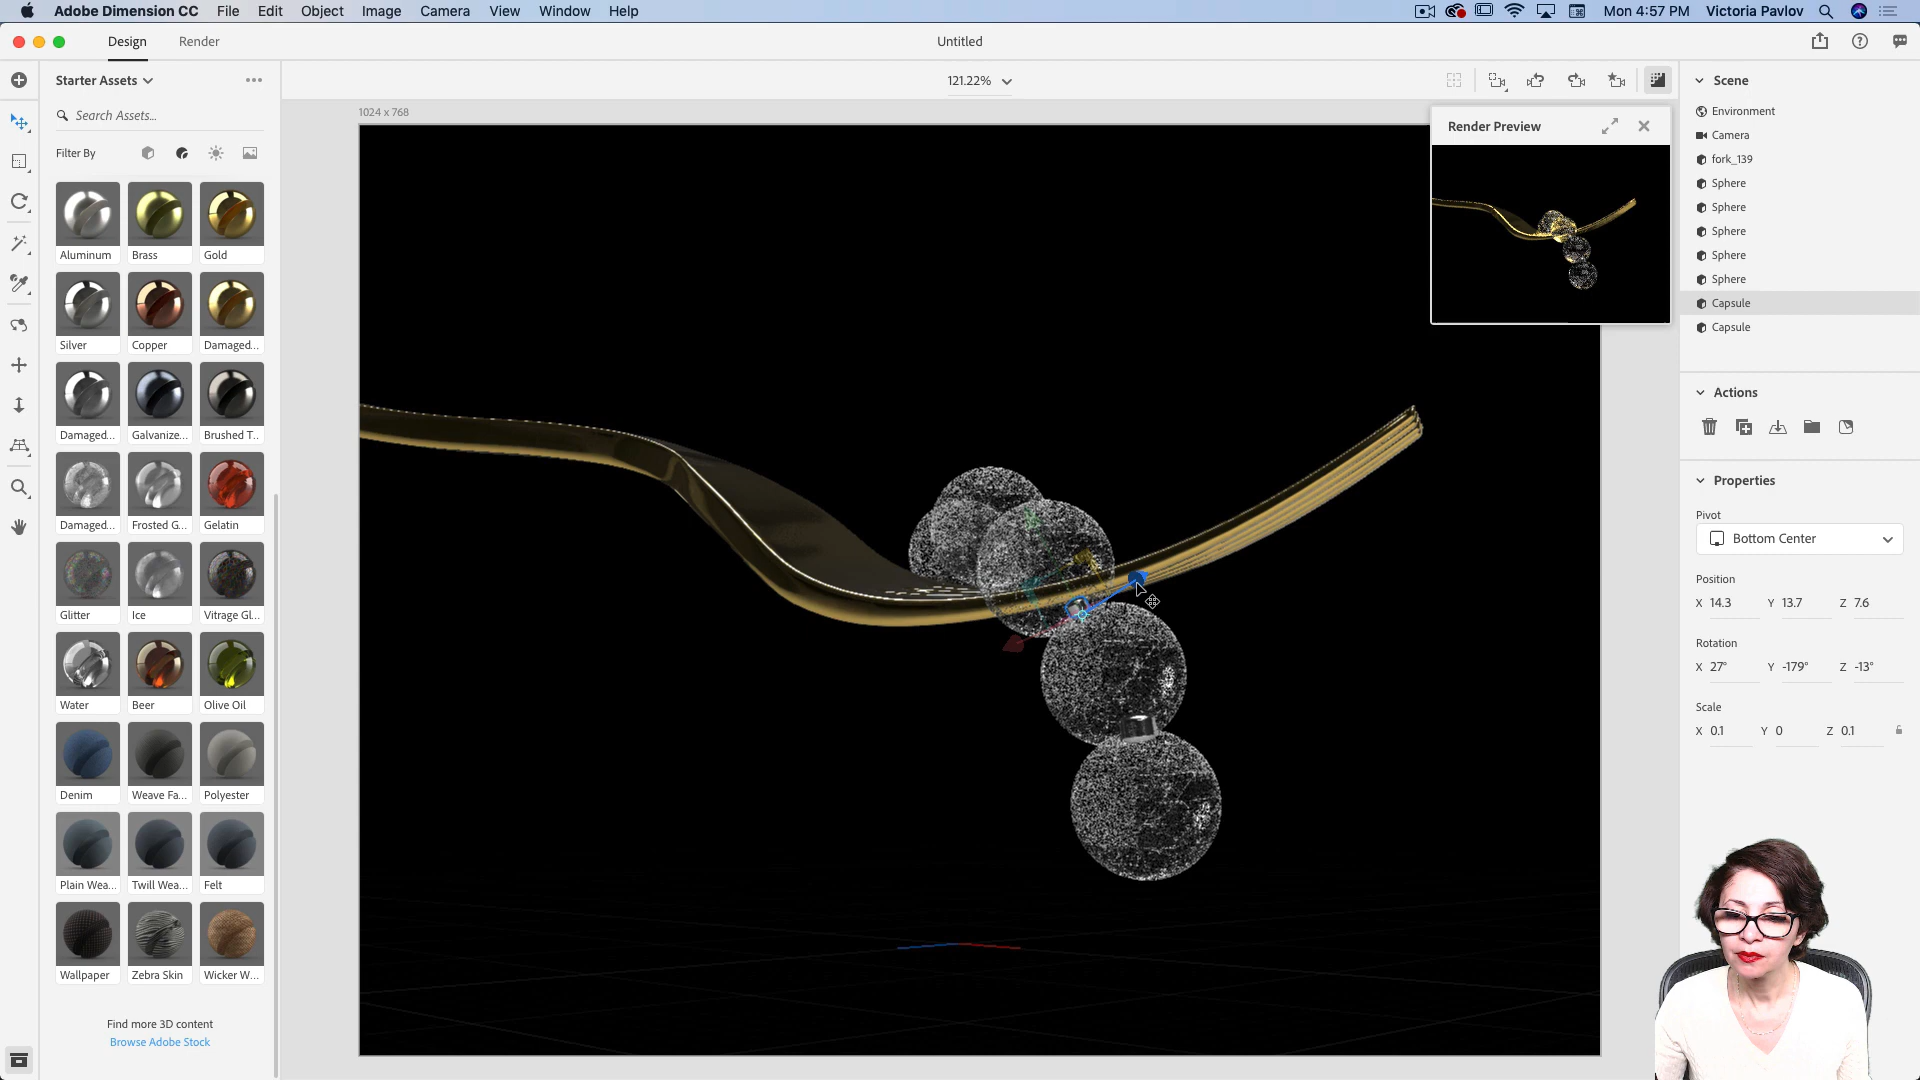 Adobe Dimension CC File Edit Object Image Camera View Window Help Mon 4:57 PM Victoria Pavlov
Design Render Untitled
Starter Assets
Search Assets...
Filter By
Aluminum Brass Gold
Silver Copper Damaged...
Damaged... Galvanize... Brushed T...
Damaged... Frosted G... Gelatin
Glitter Ice Vitrage Gl...
Water Beer Olive Oil
Denim Weave Fa... Polyester
Plain Wea... Twill Wea... Felt
Wallpaper Zebra Skin Wicker W...
Find more 3D content
Browse Adobe Stock
121.22%
1024 x 768
Render Preview
Scene
Environment
Camera
fork_139
Sphere
Sphere
Sphere
Sphere
Sphere
Capsule
Capsule
Actions
Properties
Pivot
Bottom Center
Position
X 14.3 Y 13.7 Z 7.6
Rotation
X 27° Y -179° Z -13°
Scale
X 0.1 Y 0 Z 0.1